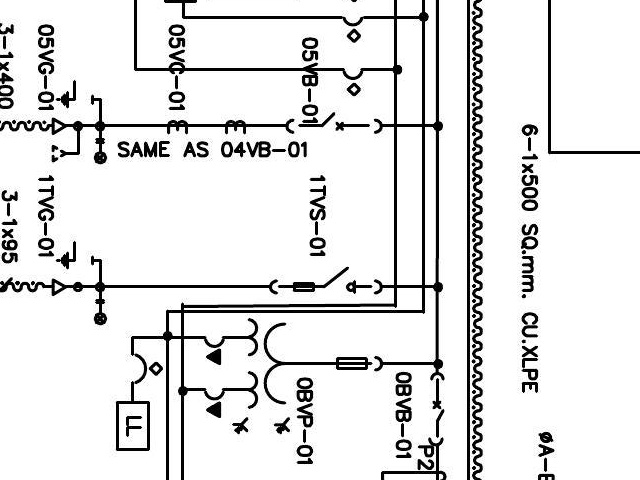 6-1x500 SQ.mm. CU.XLPE
ØA-B
05VB-01
05VC-01
05VG-01
3-1x400
SAME AS 04VB-01
1TVS-01
1TVG-01
3-1x95
0BVB-01
P2
0BVP-01